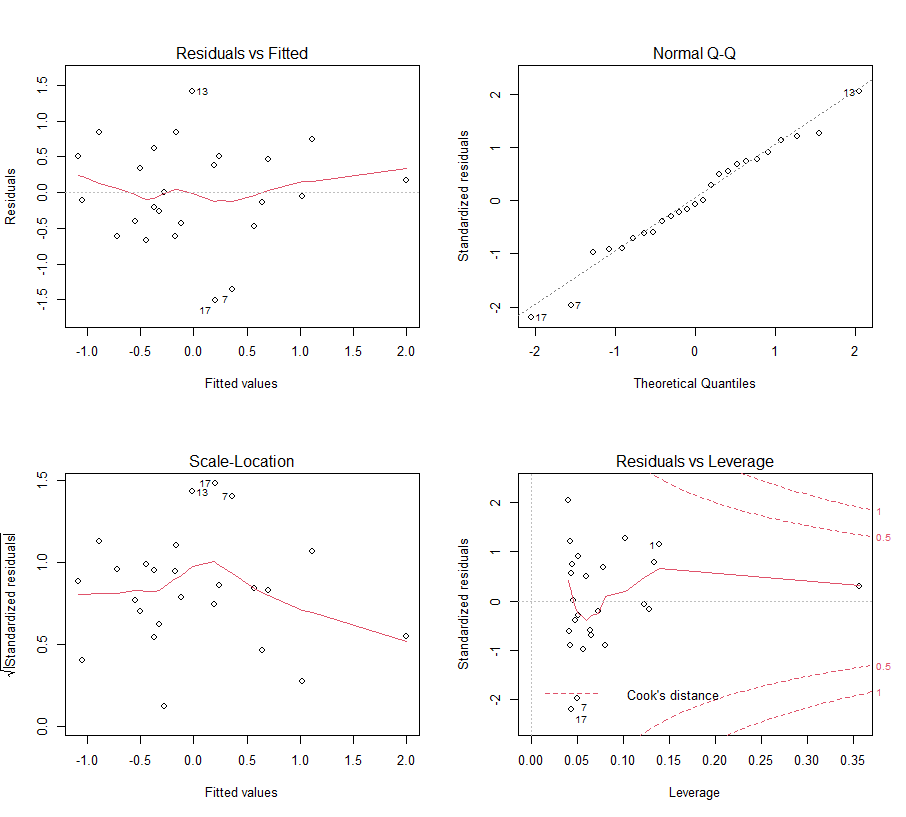 Residuals vs Fitted
Residuals
1.5
1.0
0.5
0.0
-0.5
-1.0
-1.5
13
7
17
-1.0 -0.5 0.0 0.5 1.0 1.5 2.0
Fitted values
Normal Q-Q
Standardized residuals
2
1
0
-1
-2
13
7
17
-2 -1 0 1 2
Theoretical Quantiles
Scale-Location
√|Standardized residuals|
1.5
1.0
0.5
0.0
17
13
7
-1.0 -0.5 0.0 0.5 1.0 1.5 2.0
Fitted values
Residuals vs Leverage
Standardized residuals
2
1
0
-1
-2
1
0.5
0.5
1
1
Cook's distance
7
17
0.00 0.05 0.10 0.15 0.20 0.25 0.30 0.35
Leverage